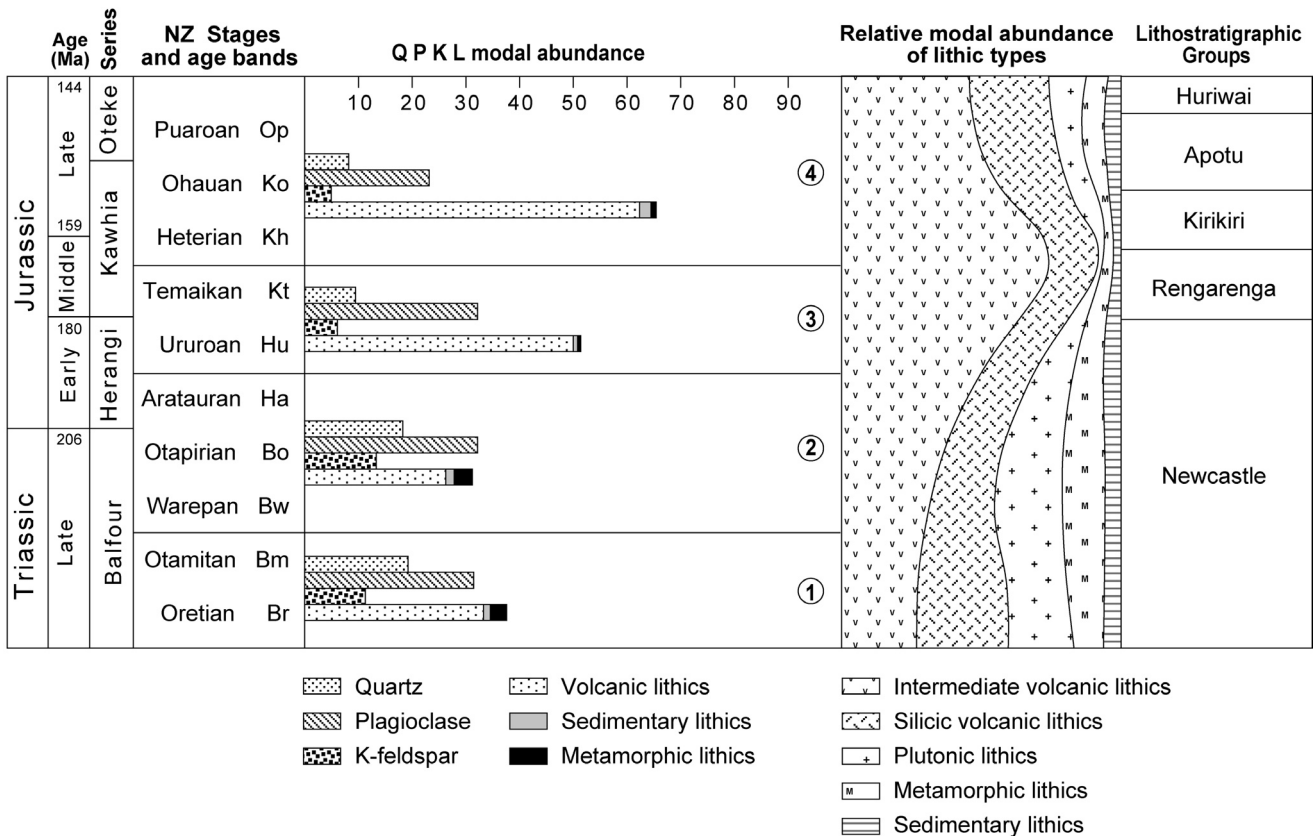 Age
(Ma)
Series
NZ Stages
and age bands
Q P K L modal abundance
Relative modal abundance
of lithic types
Lithostratigraphic
Groups
10 20 30 40 50 60 70 80 90
Jurassic
Triassic
144
Late
159
Middle
180
Early
206
Late
Oteke
Kawhia
Herangi
Balfour
Puaroan Op
Ohauan Ko
Heterian Kh
Temaikan Kt
Ururoan Hu
Aratauran Ha
Otapirian Bo
Warepan Bw
Otamitan Bm
Oretian Br
4
3
2
1
Huriwai
Apotu
Kirikiri
Rengarenga
Newcastle
Quartz
Plagioclase
K-feldspar
Volcanic lithics
Sedimentary lithics
Metamorphic lithics
Intermediate volcanic lithics
Silicic volcanic lithics
Plutonic lithics
M Metamorphic lithics
Sedimentary lithics